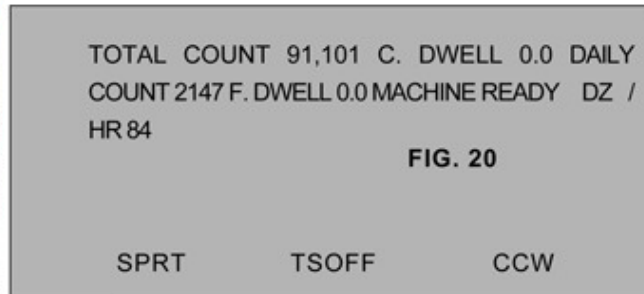 TOTAL COUNT 91,101 C. DWELL 0.0 DAILY
COUNT 2147 F. DWELL 0.0 MACHINE READY DZ /
HR 84
FIG. 20
SPRT TSOFF CCW